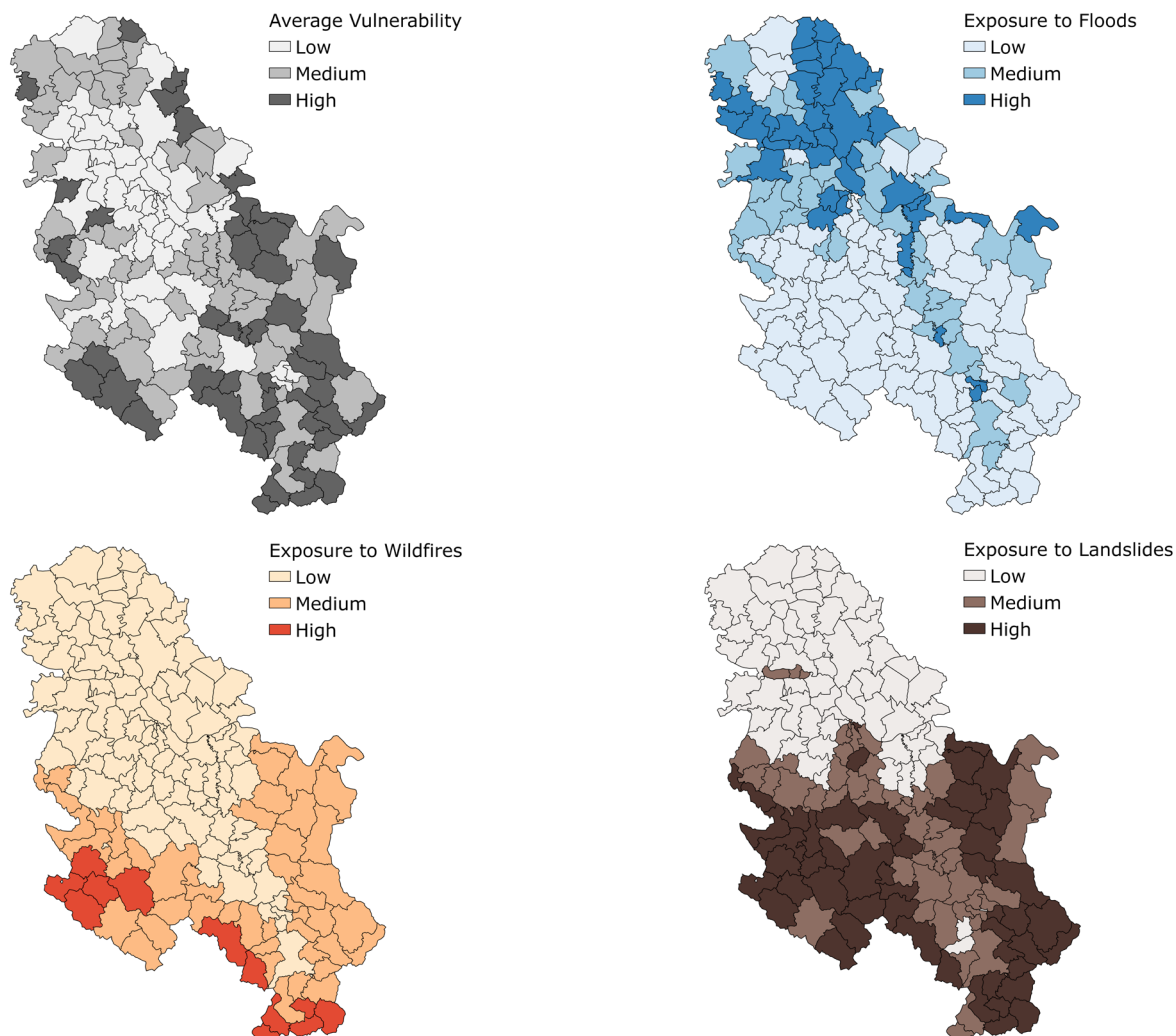 Average Vulnerability
Low
Medium
High
Exposure to Floods
Low
Medium
High
Exposure to Wildfires
Low
Medium
High
Exposure to Landslides
Low
Medium
High